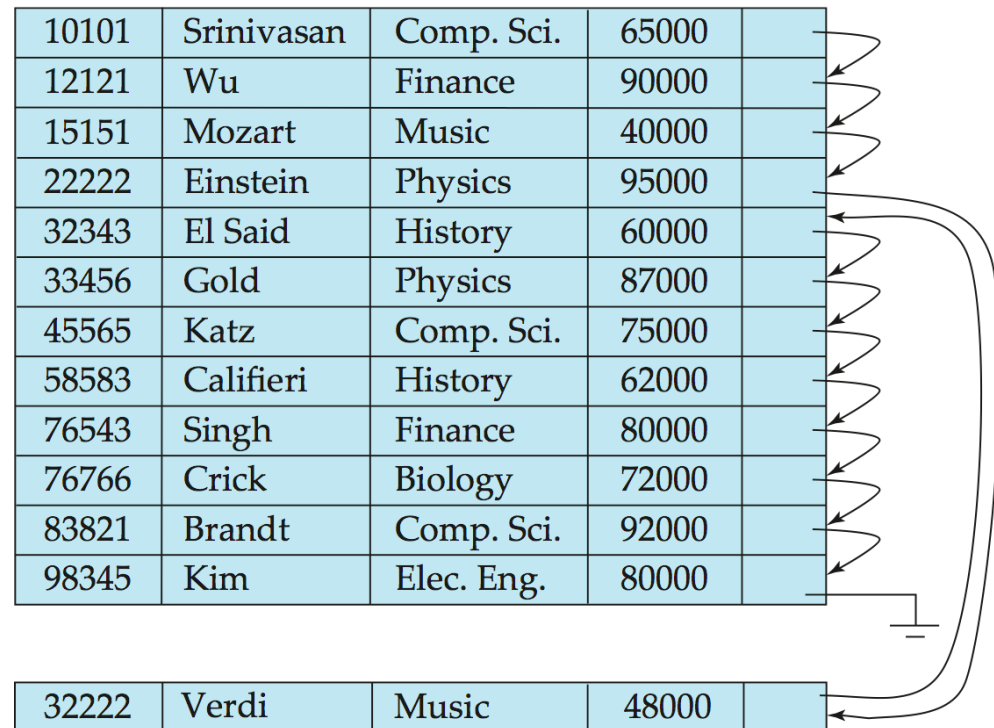 10101 Srinivasan Comp. Sci. 65000
12121 Wu Finance 90000
15151 Mozart Music 40000
22222 Einstein Physics 95000
32343 El Said History 60000
33456 Gold Physics 87000
45565 Katz Comp. Sci. 75000
58583 Califieri History 62000
76543 Singh Finance 80000
76766 Crick Biology 72000
83821 Brandt Comp. Sci. 92000
98345 Kim Elec. Eng. 80000
32222 Verdi Music 48000